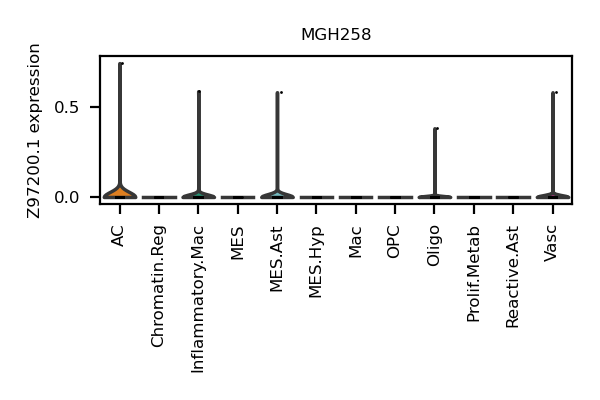 MGH258
Z97200.1 expression
0.5
0.0
AC
Chromatin.Reg
Inflammatory.Mac
MES
MES.Ast
MES.Hyp
Mac
OPC
Oligo
Prolif.Metab
Reactive.Ast
Vasc